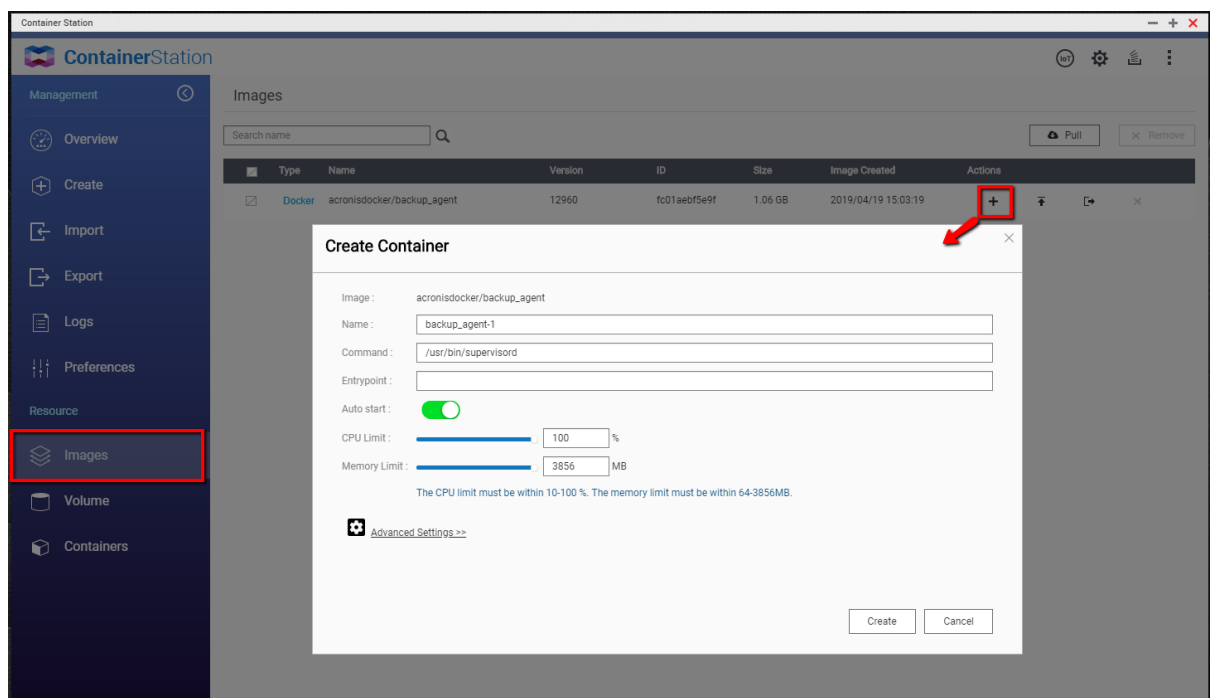 Container Station
ContainerStation
IoT
Management
Overview
Create
Import
Export
Logs
Preferences
Resource
Images
Volume
Containers
Images
Search name
Pull
Remove
Type Name Version ID Size Image Created Actions
Docker acronisdocker/backup_agent 12960 fc01aebf5e9f 1.06 GB 2019/04/19 15:03:19
Create Container
Image : acronisdocker/backup_agent
Name : backup_agent-1
Command : /usr/bin/supervisord
Entrypoint :
Auto start :
CPU Limit : 100 %
Memory Limit : 3856 MB
The CPU limit must be within 10-100 %. The memory limit must be within 64-3856MB.
Advanced Settings >>
Create Cancel